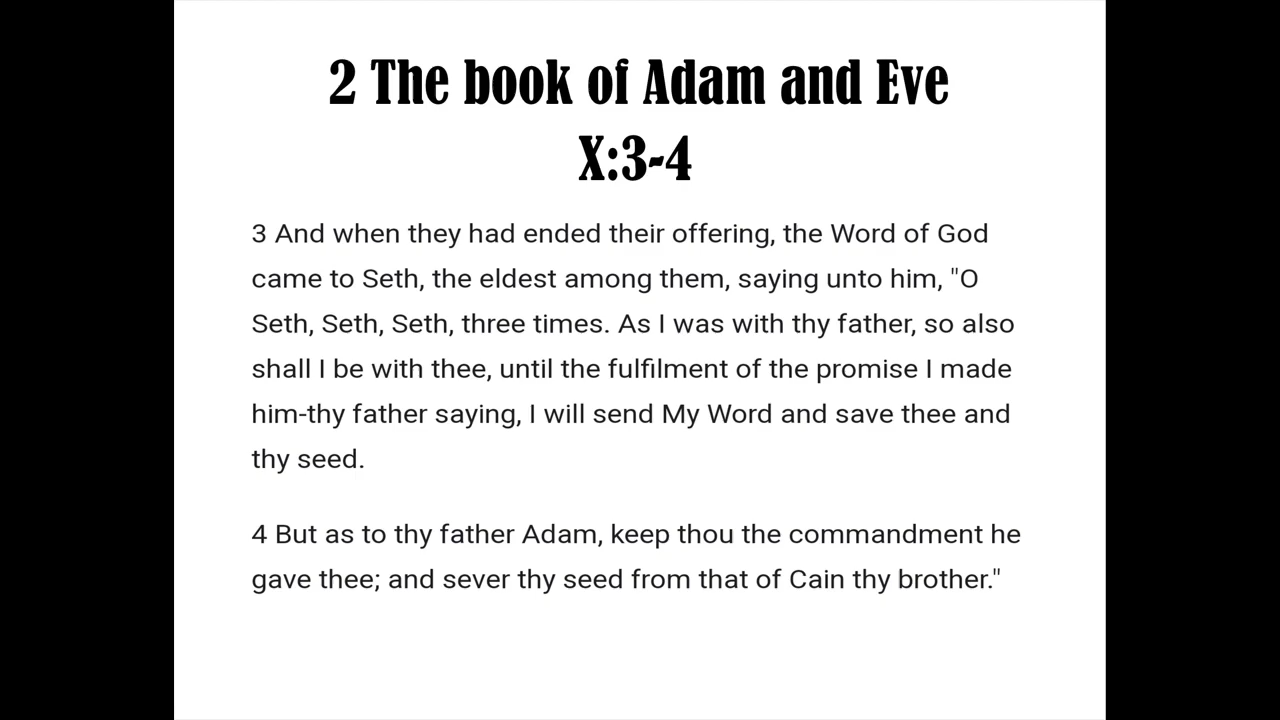 2 The book of Adam and Eve
X:3-4
3 And when they had ended their offering, the Word of God
came to Seth, the eldest among them, saying unto him, "O
Seth, Seth, Seth, three times. As I was with thy father, so also
shall I be with thee, until the fulfilment of the promise I made
him-thy father saying, I will send My Word and save thee and
thy seed.
4 But as to thy father Adam, keep thou the commandment he
gave thee; and sever thy seed from that of Cain thy brother."